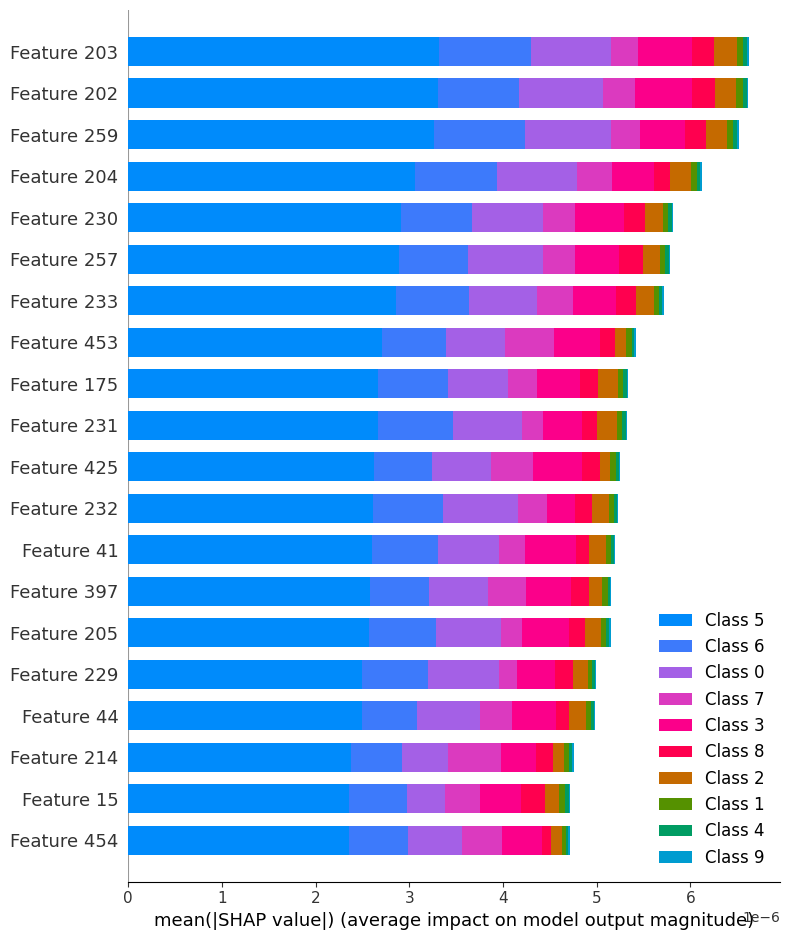 Feature 203
Feature 202
Feature 259
Feature 204
Feature 230
Feature 257
Feature 233
Feature 453
Feature 175
Feature 231
Feature 425
Feature 232
Feature 41
Feature 397
Feature 205
Feature 229
Feature 44
Feature 214
Feature 15
Feature 454
Class 5
Class 6
Class 0
Class 7
Class 3
Class 8
Class 2
Class 1
Class 4
Class 9
0 1 2 3 4 5 6
1e−6
mean(|SHAP value|) (average impact on model output magnitude)